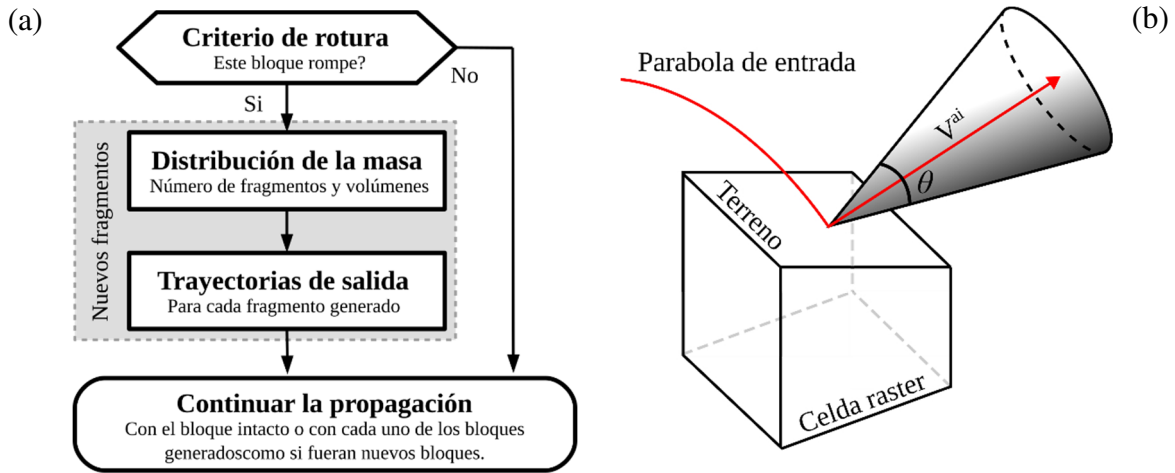 (a)
Criterio de rotura
Este bloque rompe?
No
Si
Nuevos fragmentos
Distribución de la masa
Número de fragmentos y volúmenes
Trayectorias de salida
Para cada fragmento generado
Continuar la propagación
Con el bloque intacto o con cada uno de los bloques
generadoscomo si fueran nuevos bloques.
(b)
Parabola de entrada
V^ai
θ
Terreno
Celda raster